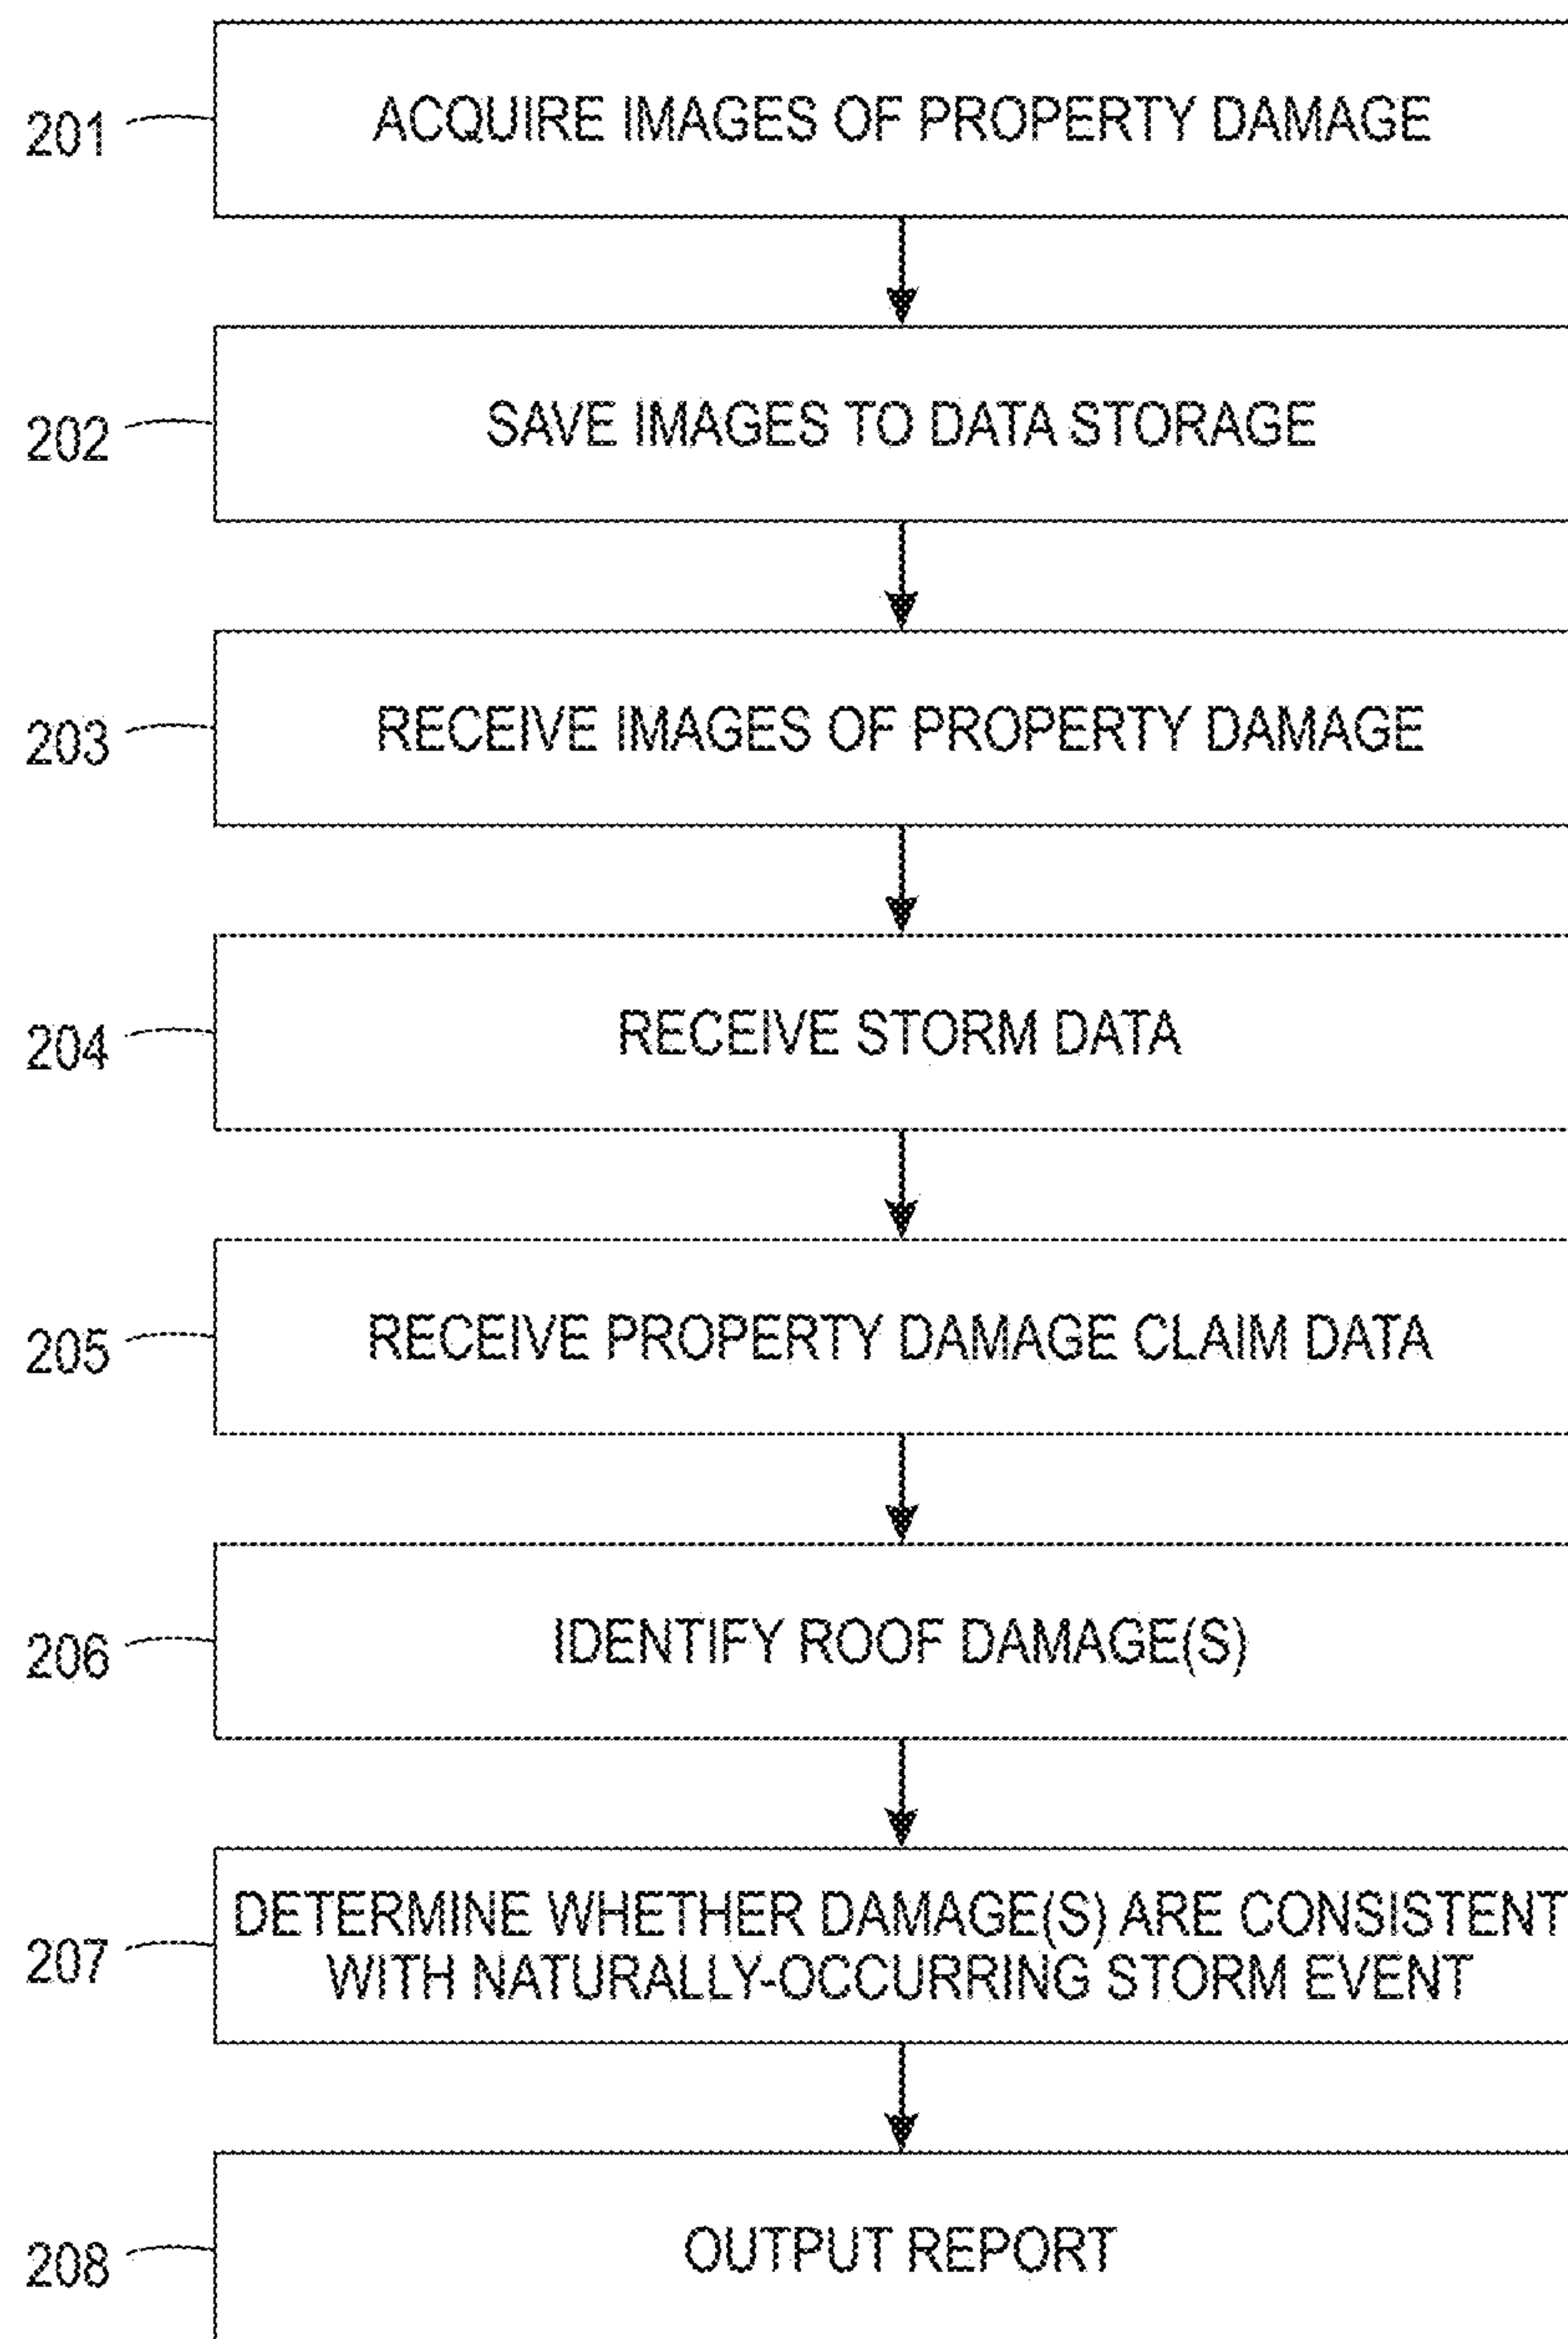 201
ACQUIRE IMAGES OF PROPERTY DAMAGE
202
SAVE IMAGES TO DATA STORAGE
203
RECEIVE IMAGES OF PROPERTY DAMAGE
204
RECEIVE STORM DATA
205
RECEIVE PROPERTY DAMAGE CLAIM DATA
206
IDENTIFY ROOF DAMAGE(S)
207
DETERMINE WHETHER DAMAGE(S) ARE CONSISTENT
WITH NATURALLY-OCCURRING STORM EVENT
208
OUTPUT REPORT